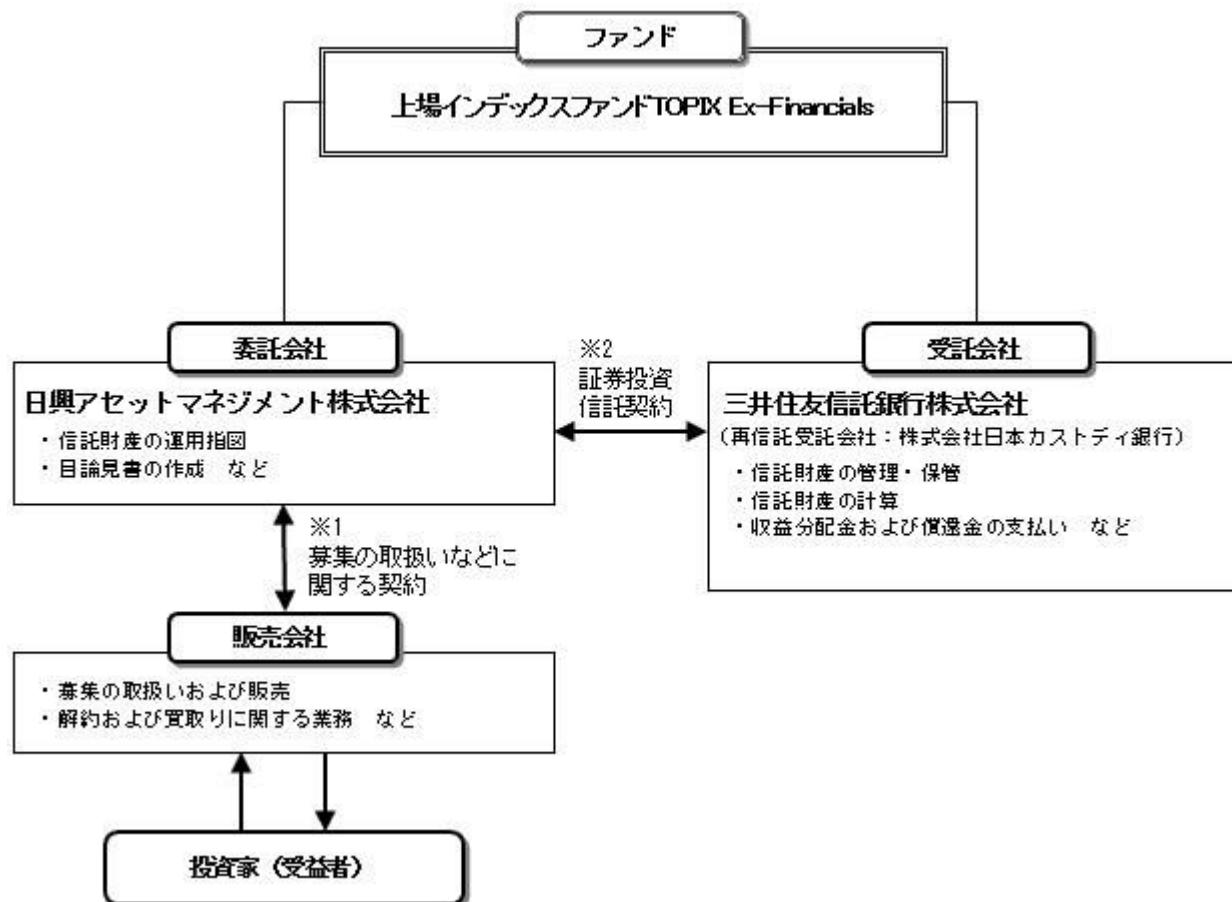 ファンド
上場インデックスファンドTOPIX Ex-Financials
委託会社
日興アセットマネジメント株式会社
・信託財産の運用指図
・目論見書の作成　など
※2
証券投資
信託契約
受託会社
三井住友信託銀行株式会社
（再信託受託会社：株式会社日本カストディ銀行）
・信託財産の管理・保管
・信託財産の計算
・収益分配金および償還金の支払い　など
※1
募集の取扱いなどに
関する契約
販売会社
・募集の取扱いおよび販売
・解約および買取りに関する業務　など
投資家（受益者）